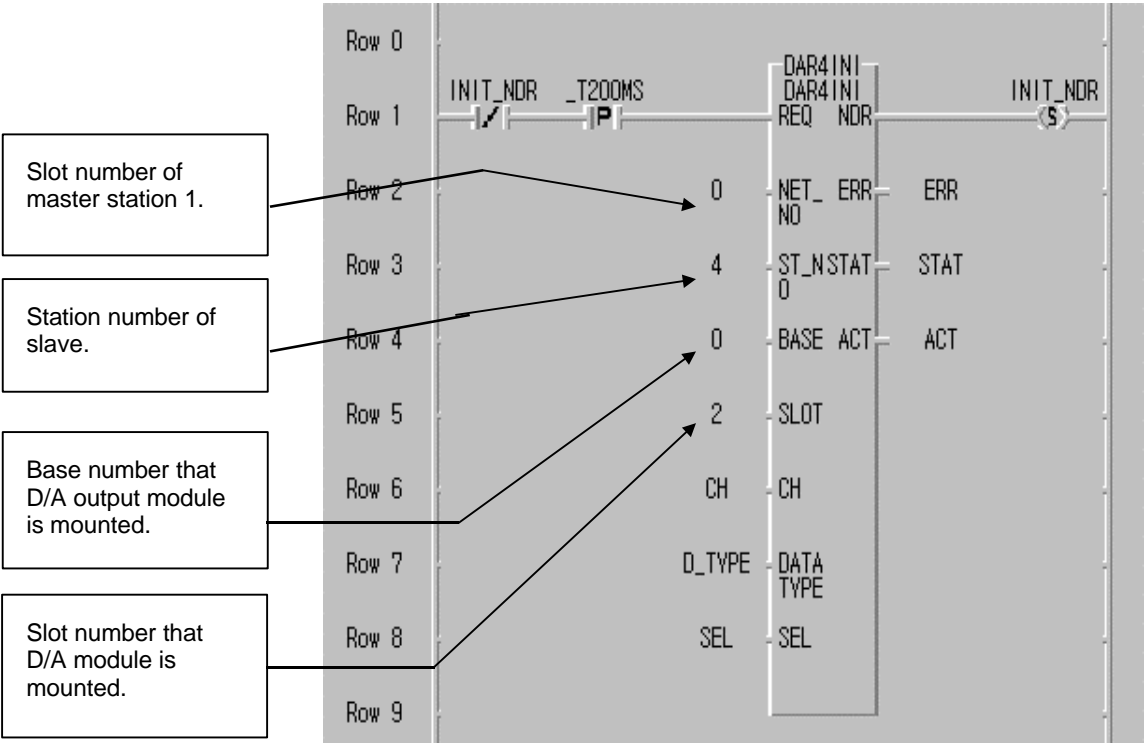 Row 0
DAR4INI
INIT_NDR _T200MS DAR4INI INIT_NDR
Row 1 P REQ NDR S
Slot number of
master station 1.
Row 2 0 NET_ ERR ERR
NO
Row 3 4 ST_N STAT STAT
O
Station number of
slave.
Row 4 0 BASE ACT ACT
Row 5 2 SLOT
Base number that
D/A output module
is mounted.
Row 6 CH CH
Row 7 D_TYPE DATA
TYPE
Slot number that
D/A module is
mounted.
Row 8 SEL SEL
Row 9